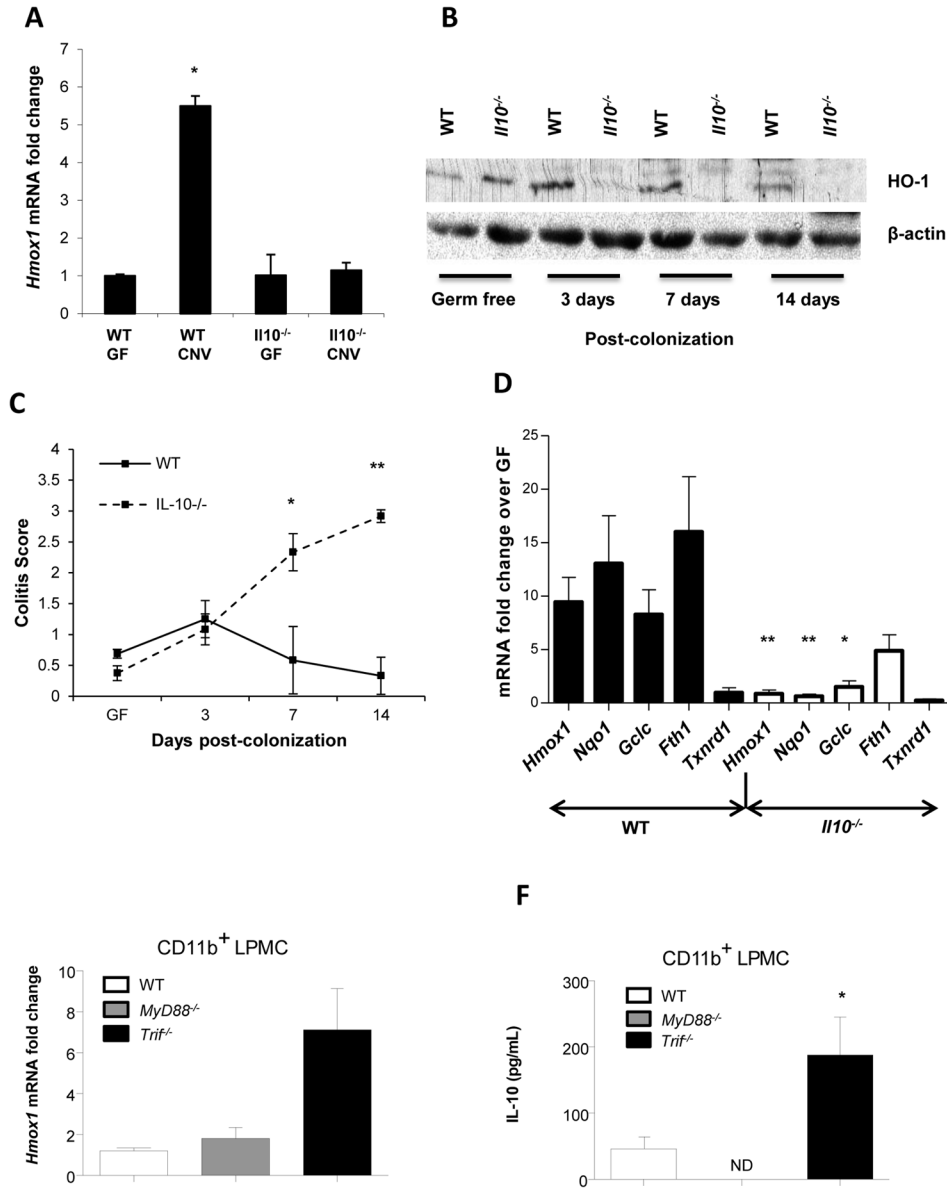 A
Hmox1 mRNA fold change
7
6
5
4
3
2
1
0
*
WT GF
WT CNV
Il10-/- GF
Il10-/- CNV
B
WT
Il10-/-
WT
Il10-/-
WT
Il10-/-
WT
Il10-/-
HO-1
β-actin
Germ free
3 days
7 days
14 days
Post-colonization
C
Colitis Score
4
3.5
3
2.5
2
1.5
1
0.5
0
WT
IL-10-/-
*
**
GF
3
7
14
Days post-colonization
D
mRNA fold change over GF
25
20
15
10
5
0
**
**
*
Hmox1
Nqo1
Gclc
Fth1
Txnrd1
Hmox1
Nqo1
Gclc
Fth1
Txnrd1
WT
Il10-/-
CD11b+ LPMC
Hmox1 mRNA fold change
10
8
6
4
2
0
WT
MyD88-/-
Trif-/-
F
CD11b+ LPMC
IL-10 (pg/mL)
300
200
100
0
WT
MyD88-/-
Trif-/-
*
ND